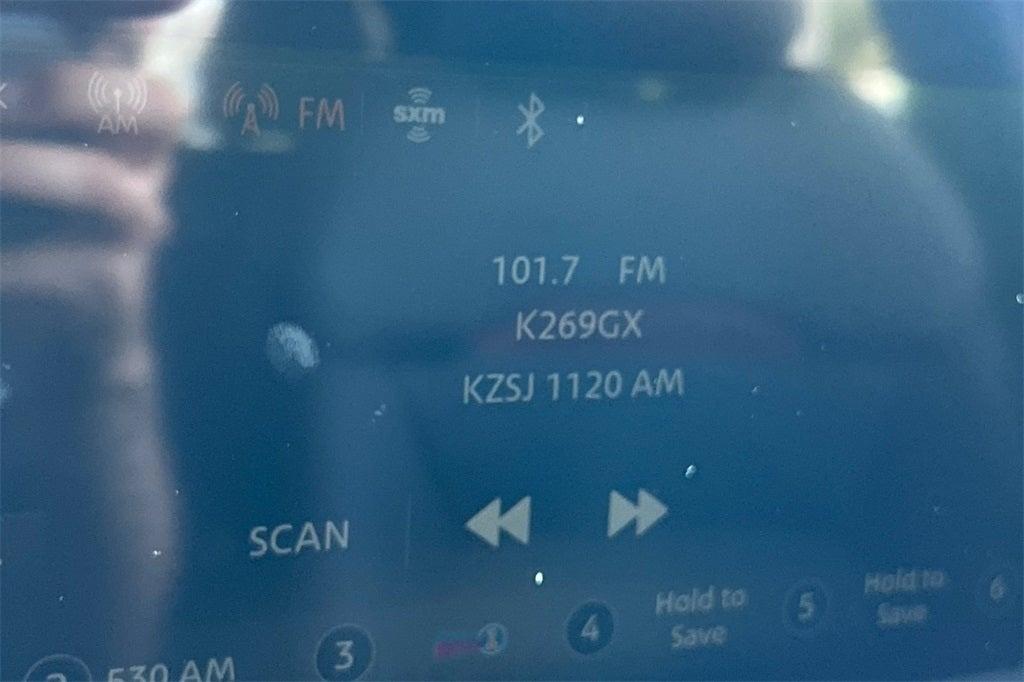 AM
FM
sxm
101.7 FM
K269GX
KZSJ 1120 AM
SCAN
Hold to
Save
Hold to
Save
530 AM
3
4
5
6